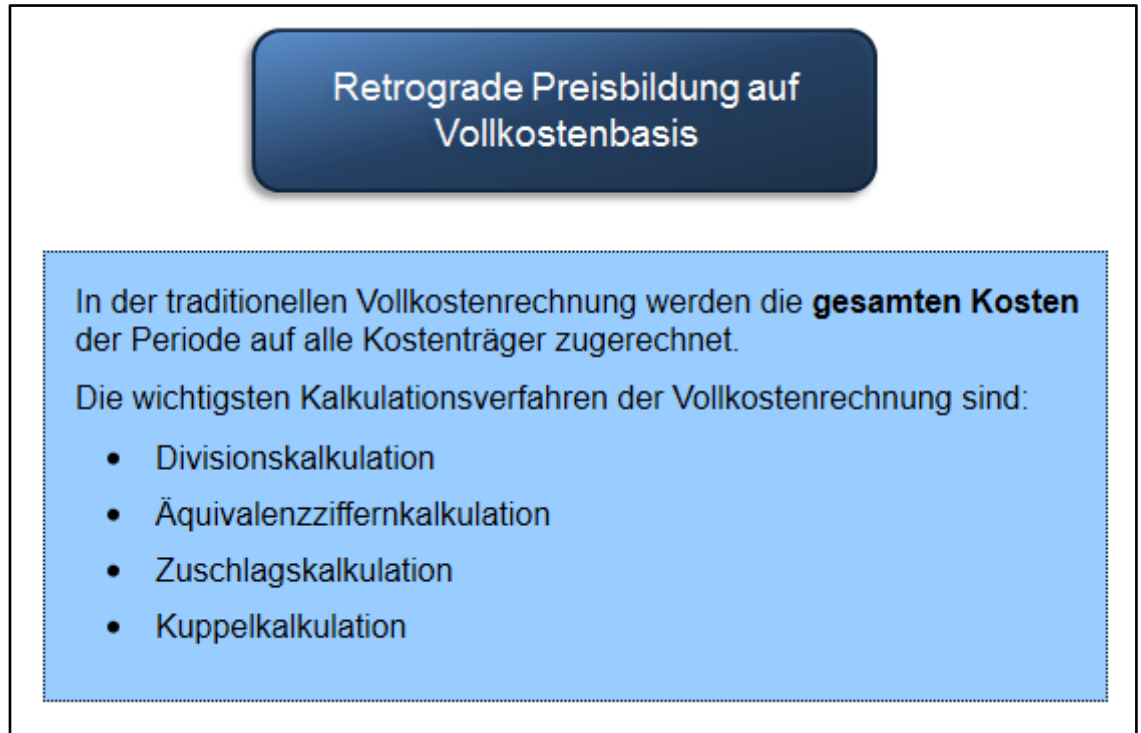 Retrograde Preisbildung auf
Vollkostenbasis
In der traditionellen Vollkostenrechnung werden die gesamten Kosten
der Periode auf alle Kostenträger zugerechnet.
Die wichtigsten Kalkulationsverfahren der Vollkostenrechnung sind:
• Divisionskalkulation
• Äquivalenzziffernkalkulation
• Zuschlagskalkulation
• Kuppelkalkulation